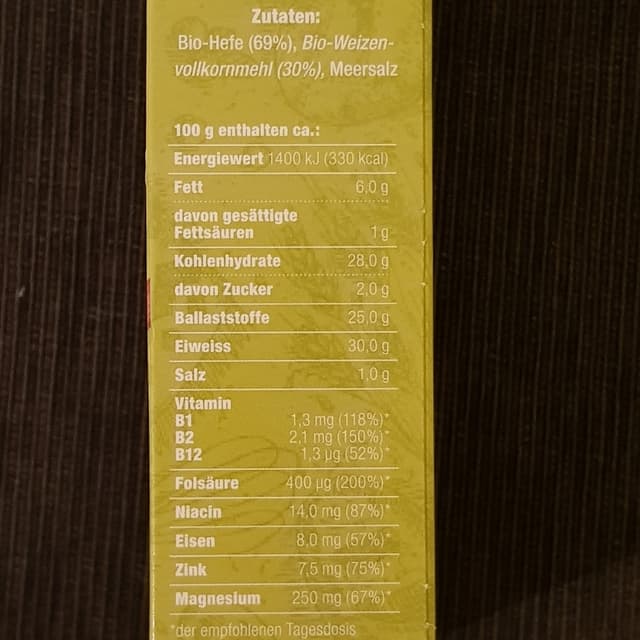 Zutaten:
Bio-Hefe (69%), Bio-Weizen-
vollkornmehl (30%), Meersalz
100 g enthalten ca.:
Energiewert 1400 kJ (330 kcal)
Fett 6,0 g
davon gesättigte
Fettsäuren 1 g
Kohlenhydrate 28,0 g
davon Zucker 2,0 g
Ballaststoffe 25,0 g
Eiweiss 30,0 g
Salz 1,0 g
Vitamin
B1 1,3 mg (118%)*
B2 2,1 mg (150%)*
B12 1,3 µg (52%)*
Folsäure 400 µg (200%)*
Niacin 14,0 mg (87%)*
Eisen 8,0 mg (57%)*
Zink 7,5 mg (75%)*
Magnesium 250 mg (67%)*
*der empfohlenen Tagesdosis